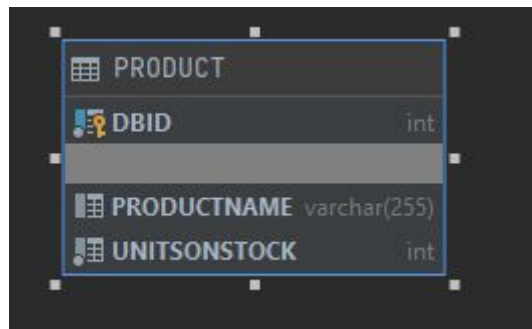 PRODUCT
DBID int
PRODUCTNAME varchar(255)
UNITSONSTOCK int